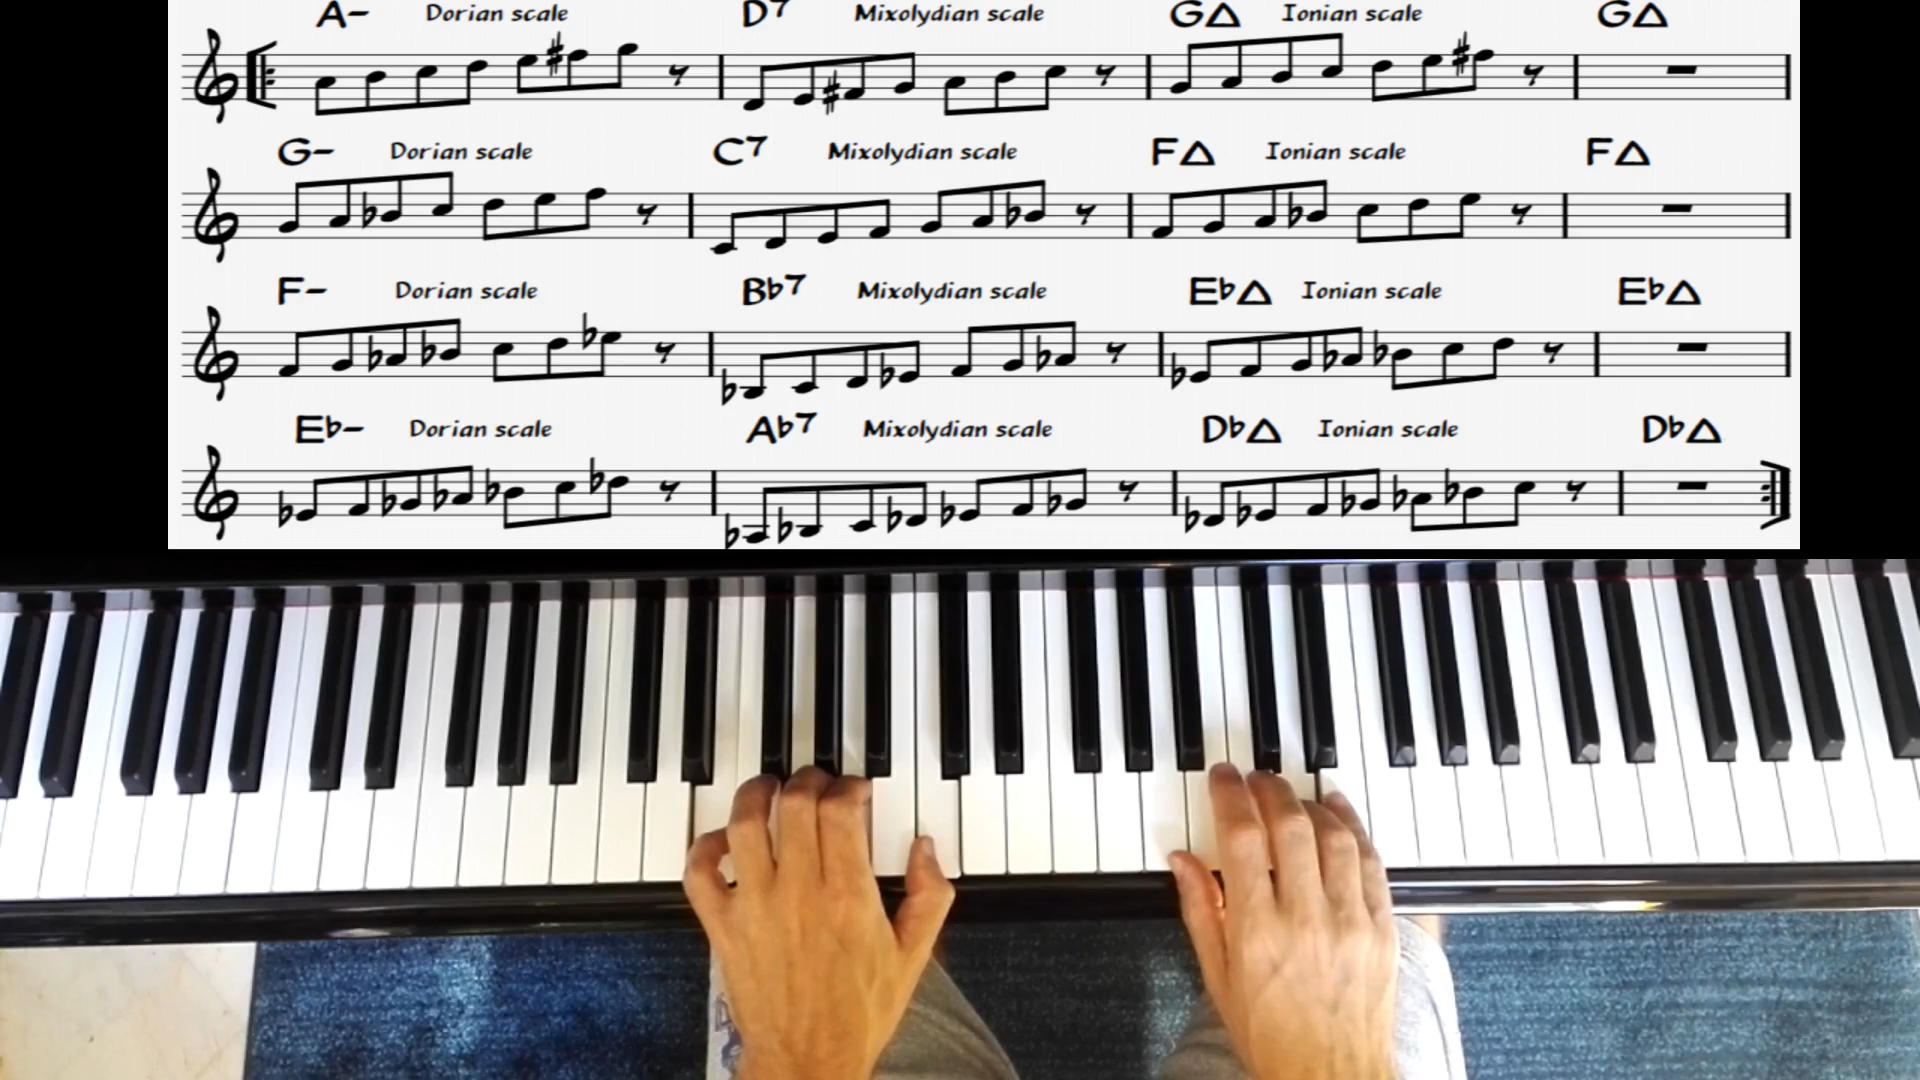 A– Dorian scale D7 Mixolydian scale G△ Ionian scale G△
G– Dorian scale C7 Mixolydian scale F△ Ionian scale F△
F– Dorian scale Bb7 Mixolydian scale Eb△ Ionian scale Eb△
Eb– Dorian scale Ab7 Mixolydian scale Db△ Ionian scale Db△